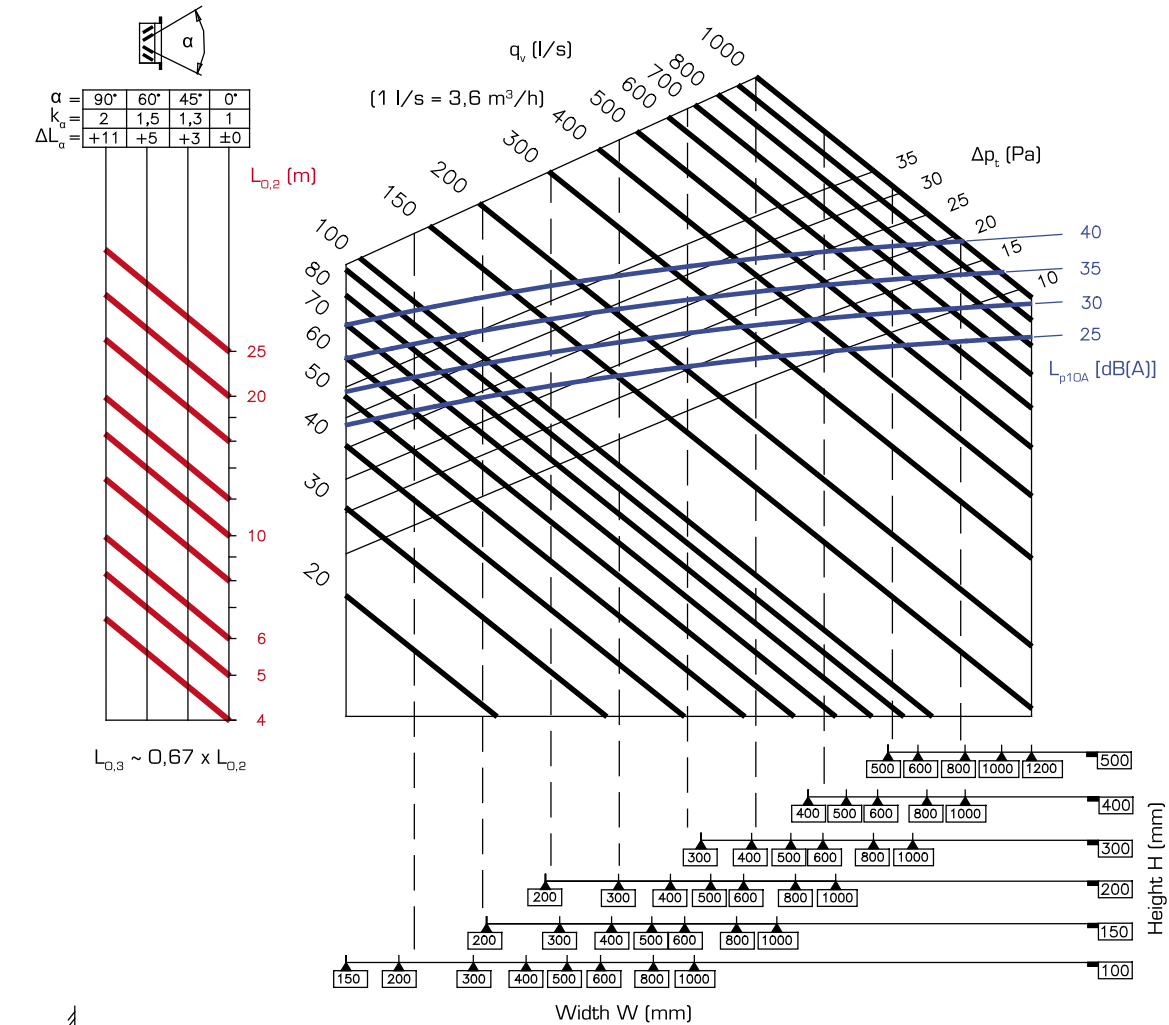 α
α = 90° 60° 45° 0°
kα = 2 1,5 1,3 1
ΔLα = +11 +5 +3 ±0
L0,2 (m)
25
20
10
6
5
4
L0,3 ~ 0,67 x L0,2
qv (l/s)
(1 l/s = 3,6 m³/h)
1000
800
700
600
500
400
300
200
150
100
80
70
60
50
40
30
20
Δpt (Pa)
35
30
25
20
15
10
40
35
30
25
Lp10A [dB(A)]
500 600 800 1000 1200 500
400 500 600 800 1000 400
300 400 500 600 800 1000 300
200 300 400 500 600 800 1000 200
200 300 400 500 600 800 1000 150
150 200 300 400 500 600 800 1000 100
Height H (mm)
Width W (mm)